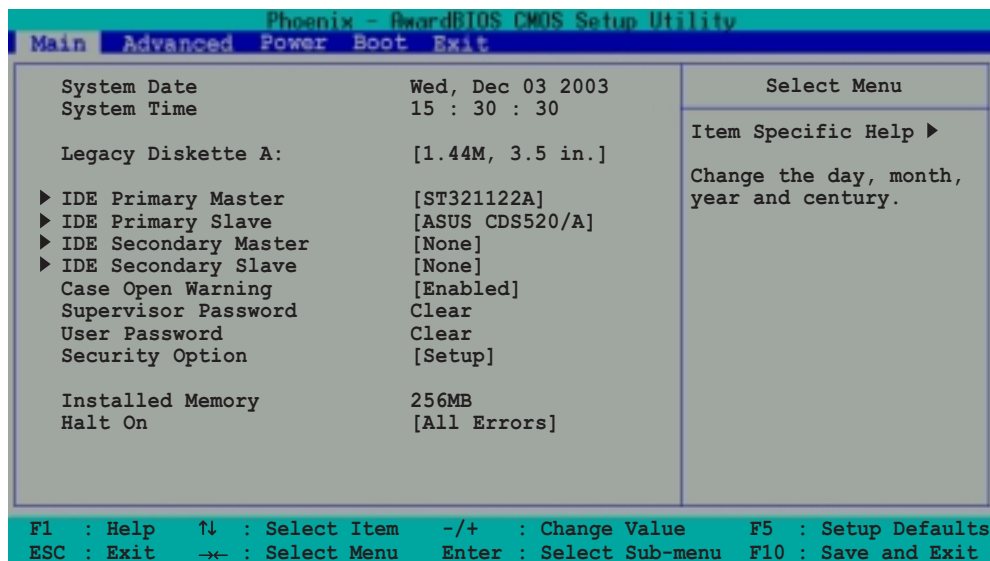 Phoenix - AwardBIOS CMOS Setup Utility
Main Advanced Power Boot Exit
System Date Wed, Dec 03 2003
System Time 15 : 30 : 30
Legacy Diskette A: [1.44M, 3.5 in.]
IDE Primary Master [ST321122A]
IDE Primary Slave [ASUS CDS520/A]
IDE Secondary Master [None]
IDE Secondary Slave [None]
Case Open Warning [Enabled]
Supervisor Password Clear
User Password Clear
Security Option [Setup]
Installed Memory 256MB
Halt On [All Errors]
Select Menu
Item Specific Help ▶
Change the day, month,
year and century.
F1 : Help ↑↓ : Select Item -/+ : Change Value F5 : Setup Defaults
ESC : Exit →← : Select Menu Enter : Select Sub-menu F10 : Save and Exit